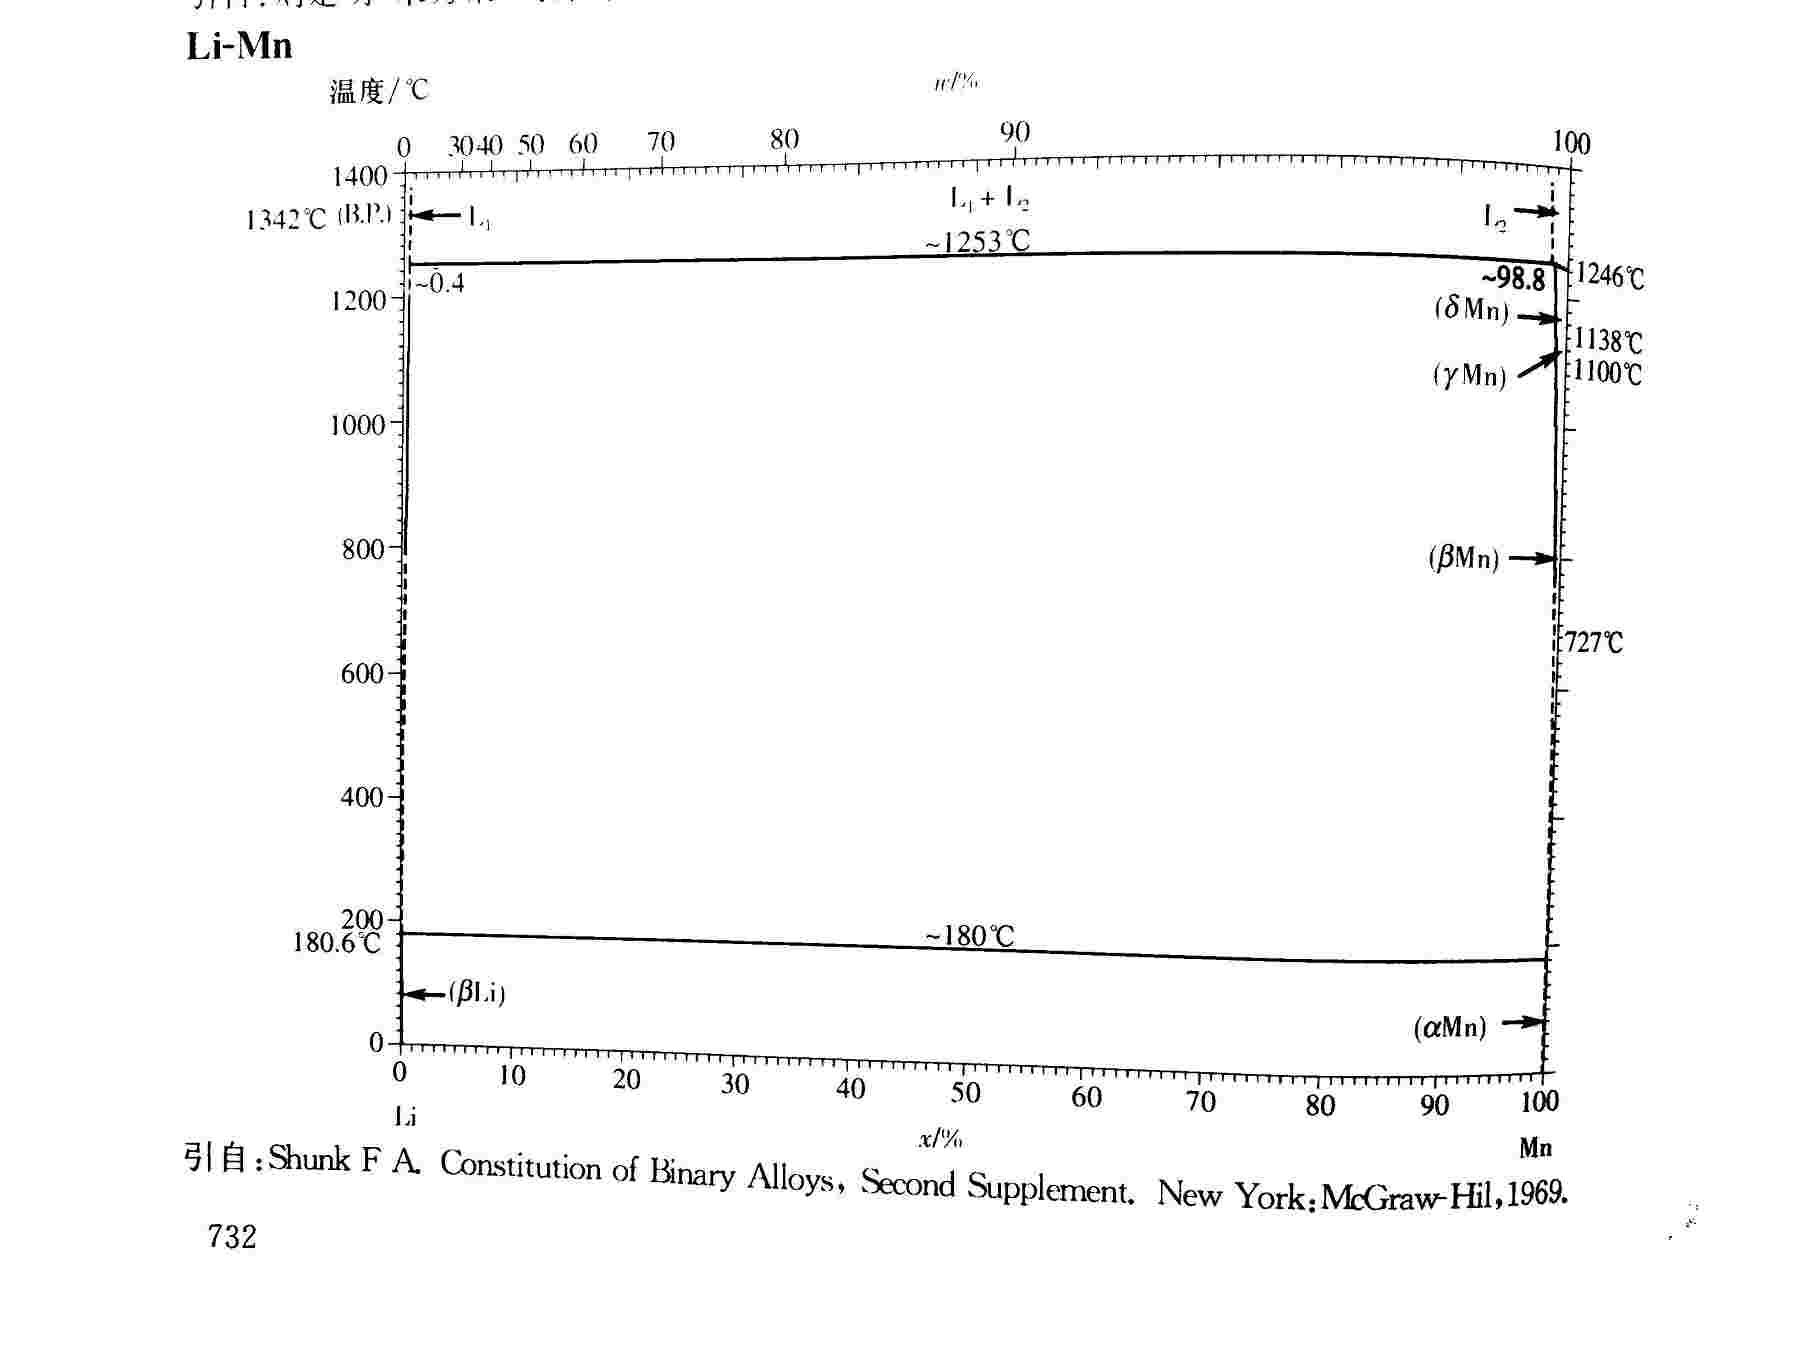 Li-Mn
温度/℃
w/%
0 30 40 50 60 70 80 90 100
1400
1342℃ (B.P.)
L₁
L₁ + L₂
L₂
~1253℃
~0.4
~98.8
1246℃
1200
(δMn)
1138℃
(γMn)
1100℃
1000
800
(βMn)
727℃
600
400
200
180.6℃
~180℃
(βLi)
(αMn)
0
0 10 20 30 40 50 60 70 80 90 100
Li
x/%
Mn
引自:Shunk F A. Constitution of Binary Alloys, Second Supplement. New York:McGraw-Hil,1969.
732